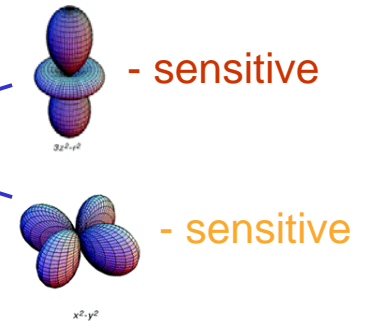 - sensitive
3z²-r²
- sensitive
x²-y²